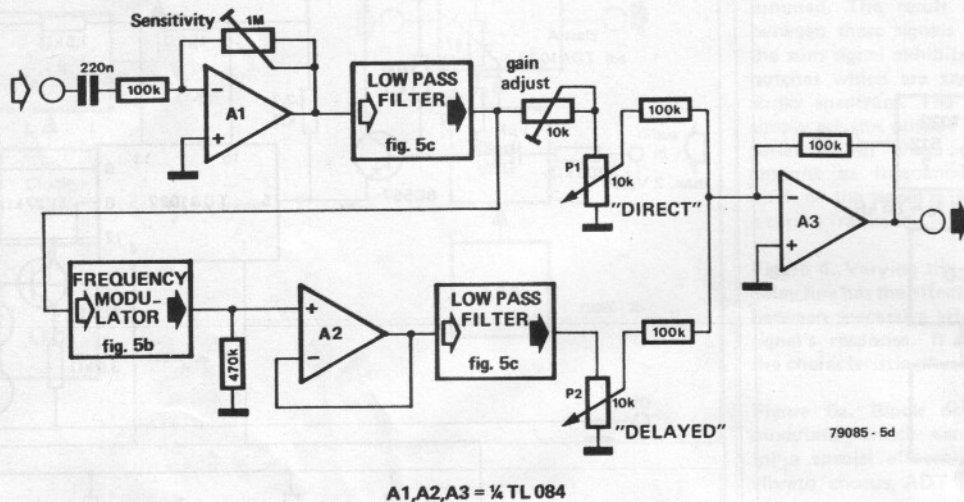 Sensitivity
1M
220n
100k
−
+
A1
LOW PASS
FILTER
fig. 5c
gain
adjust
10k
P1
10k
"DIRECT"
100k
100k
−
+
A3
FREQUENCY
MODU–
LATOR
fig. 5b
470k
+
−
A2
LOW PASS
FILTER
fig. 5c
100k
P2
10k
"DELAYED"
79085 - 5d
A1,A2,A3 = ¼ TL 084